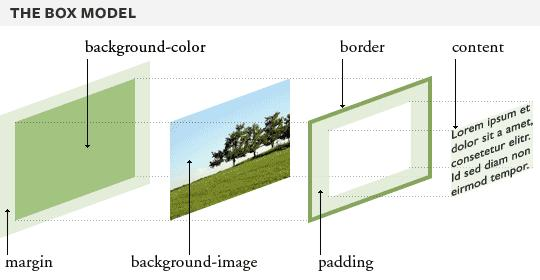 THE BOX MODEL
background-color
border
content
Lorem ipsum et
dolor sit a amet,
consetetur elitr.
Id sed diam non
eirmod tempor.
margin
background-image
padding